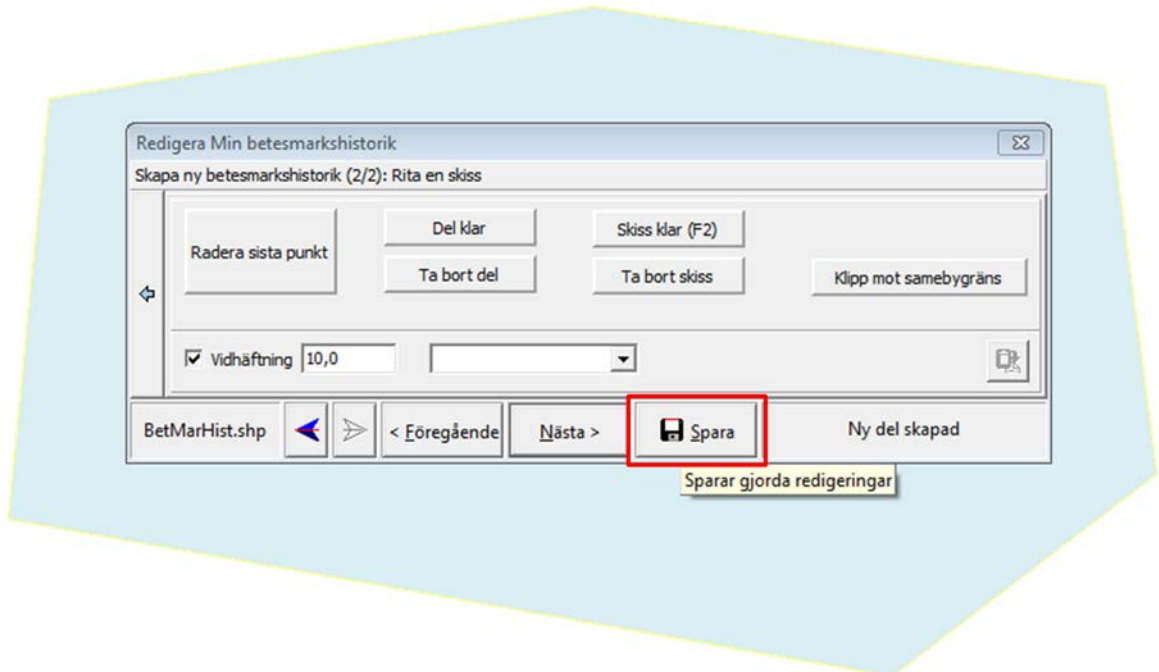 Redigera Min betesmarkshistorik
Skapa ny betesmarkshistorik (2/2): Rita en skiss
Radera sista punkt
Del klar
Skiss klar (F2)
Ta bort del
Ta bort skiss
Klipp mot samebygräns
Vidhäftning 10,0
BetMarHist.shp
< Föregående
Nästa >
Spara
Ny del skapad
Sparar gjorda redigeringar